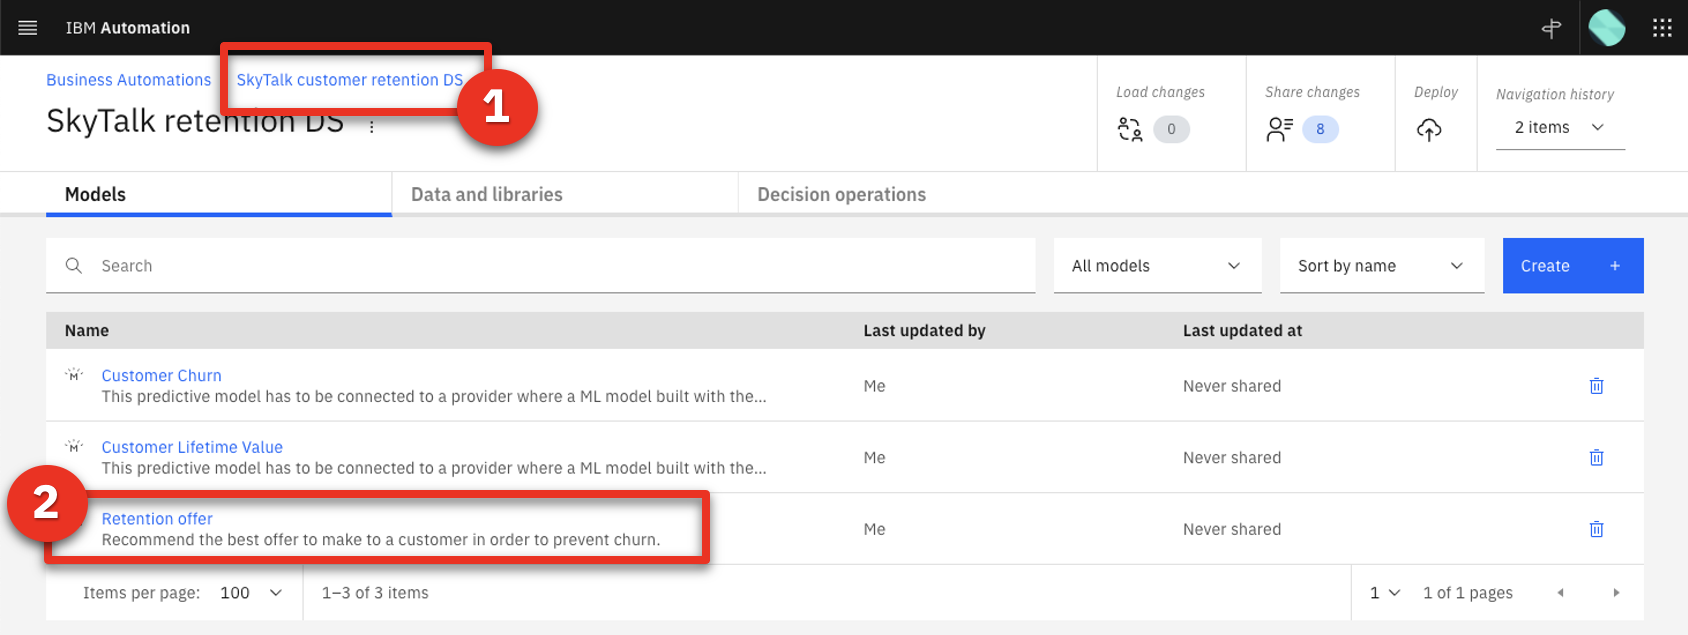 IBM Automation
Business Automations
SkyTalk customer retention DS
1
SkyTalk retention DS
Load changes
0
Share changes
8
Deploy
Navigation history
2 items
Models
Data and libraries
Decision operations
Search
All models
Sort by name
Create +
Name
Last updated by
Last updated at
M
Customer Churn
This predictive model has to be connected to a provider where a ML model built with the...
Me
Never shared
M
Customer Lifetime Value
This predictive model has to be connected to a provider where a ML model built with the...
Me
Never shared
2
Retention offer
Recommend the best offer to make to a customer in order to prevent churn.
Me
Never shared
Items per page: 100
1–3 of 3 items
1
1 of 1 pages